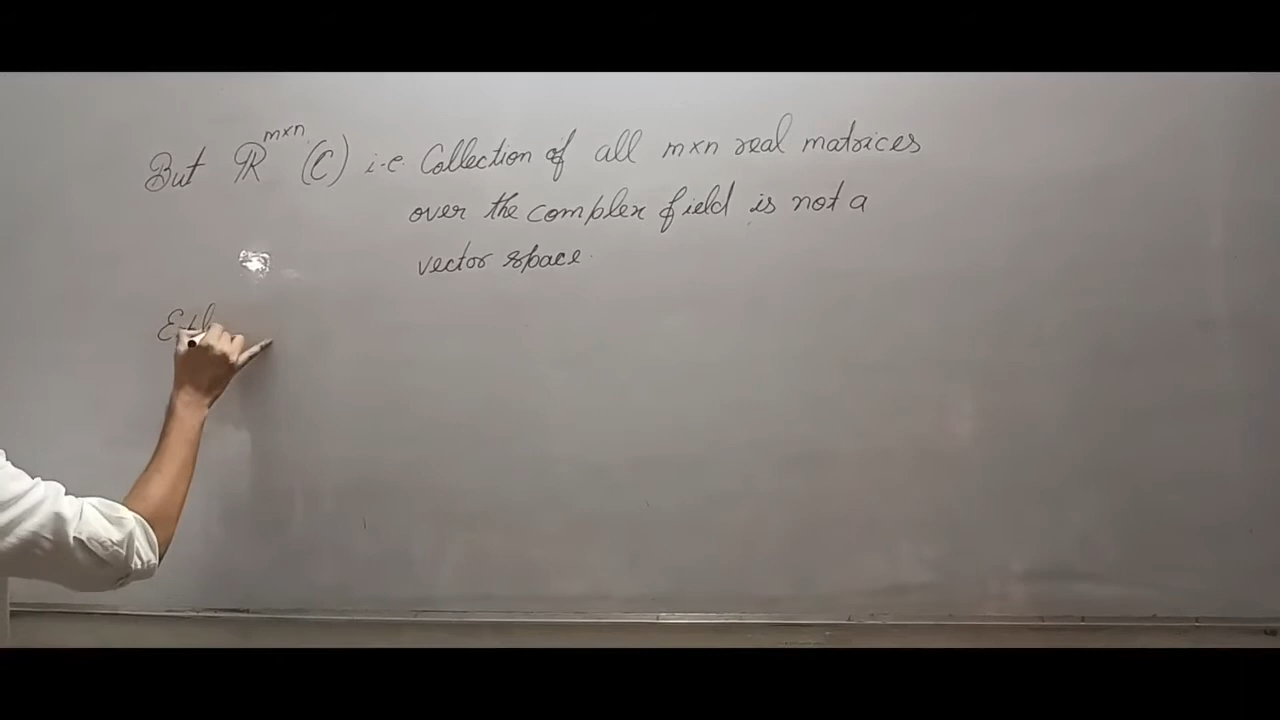 But ℝ^{m×n}(ℂ) i.e. Collection of all m×n real matrices
over the complex field is not a
vector space.